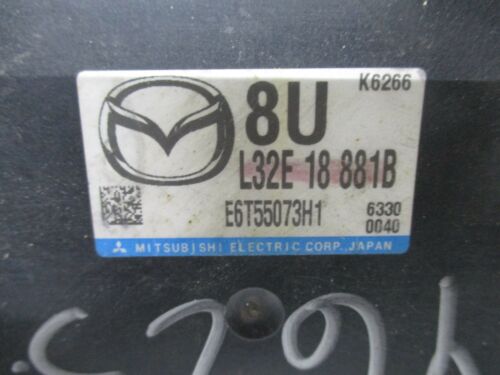 K6266
8U
L32E 18 881B
E6T55073H1
6330
0040
MITSUBISHI ELECTRIC CORP., JAPAN